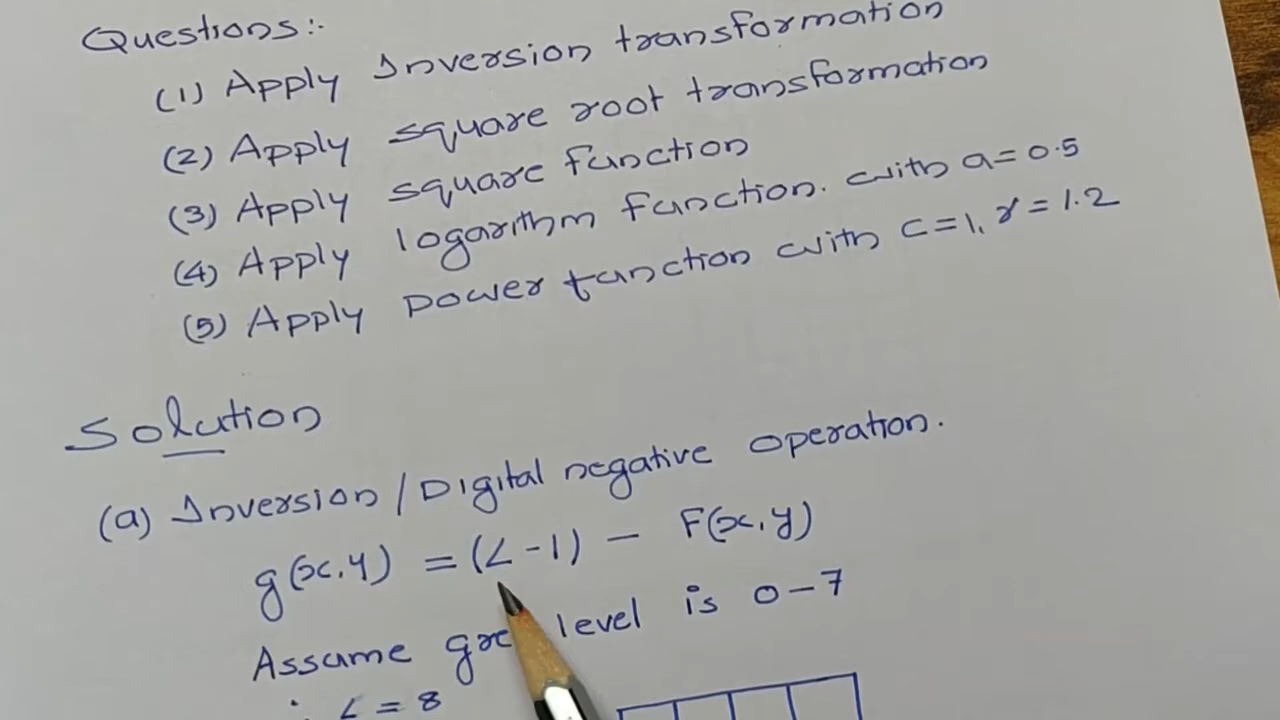 Questions:-
(1) Apply Inversion transformation
(2) Apply square root transformation
(3) Apply square function
(4) Apply logarithm function. with a=0.5
(5) Apply power function with c=1, r=1.2
Solution
(a) Inversion/Digital negative operation.
g(x,y) = (L-1) - F(x,y)
Assume level is 0-7
∴ L = 8